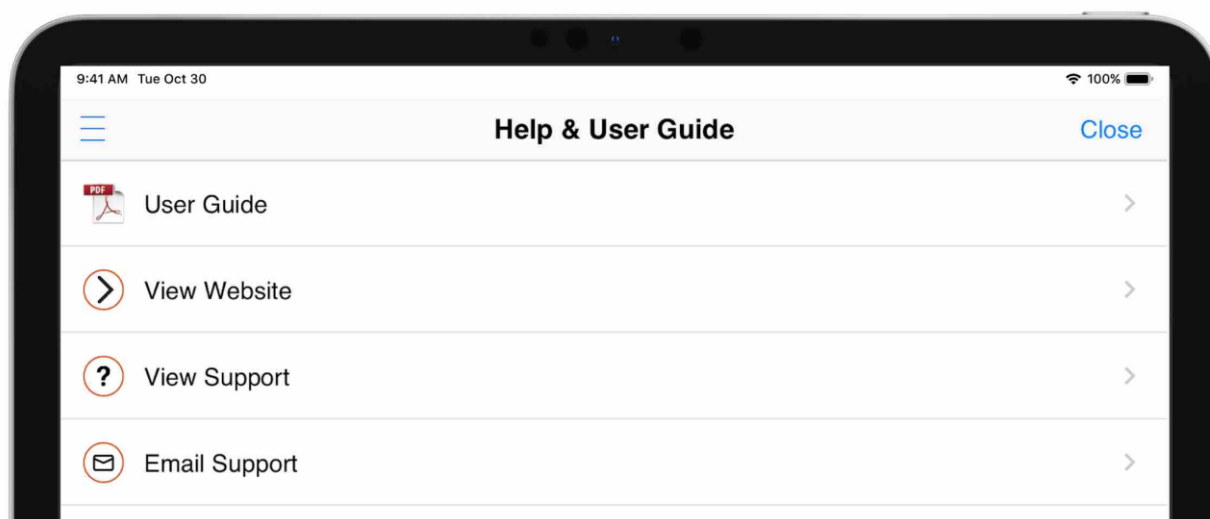 9:41 AM Tue Oct 30
100%
Help & User Guide
Close
PDF
User Guide
View Website
? View Support
Email Support